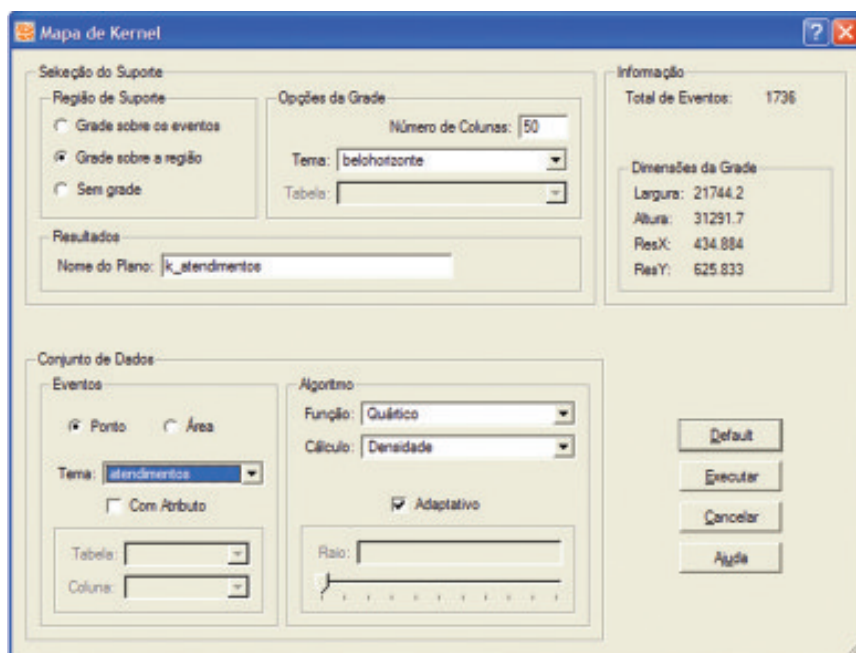 Mapa de Kernel
Sekeção do Suporte
Região de Suporte
Grade sobre os eventos
Grade sobre a região
Sem grade
Opções da Grade
Número de Colunas: 50
Tema: belohorizonte
Tabela:
Resultados
Nome do Plano: k_atendimentos
Informação
Total de Eventos: 1736
Dimensões da Grade
Largura: 21744.2
Altura: 31291.7
ResX: 434.884
ResY: 625.833
Conjunto de Dados
Eventos
Ponto Área
Tema: atendimentos
Com Atributo
Tabela:
Coluna:
Algoritmo
Função: Quártico
Cálculo: Densidade
Adaptativo
Raio:
Default
Executar
Cancelar
Ajuda